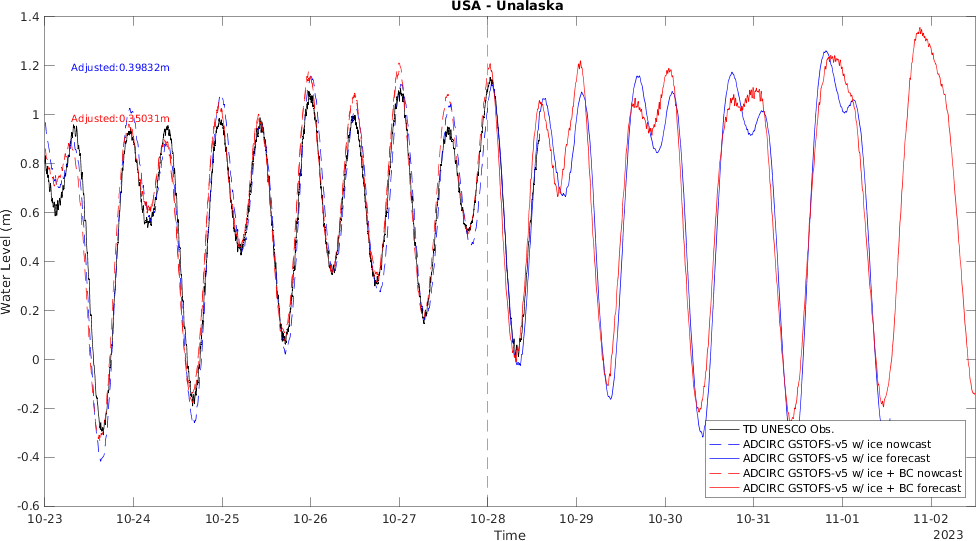 USA - Unalaska
1.4
1.2
1
0.8
0.6
0.4
0.2
0
-0.2
-0.4
-0.6
Water Level (m)
Adjusted:0.39832m
Adjusted:0.35031m
TD UNESCO Obs.
ADCIRC GSTOFS-v5 w/ ice nowcast
ADCIRC GSTOFS-v5 w/ ice forecast
ADCIRC GSTOFS-v5 w/ ice + BC nowcast
ADCIRC GSTOFS-v5 w/ ice + BC forecast
10-23 10-24 10-25 10-26 10-27 10-28 10-29 10-30 10-31 11-01 11-02
Time
2023